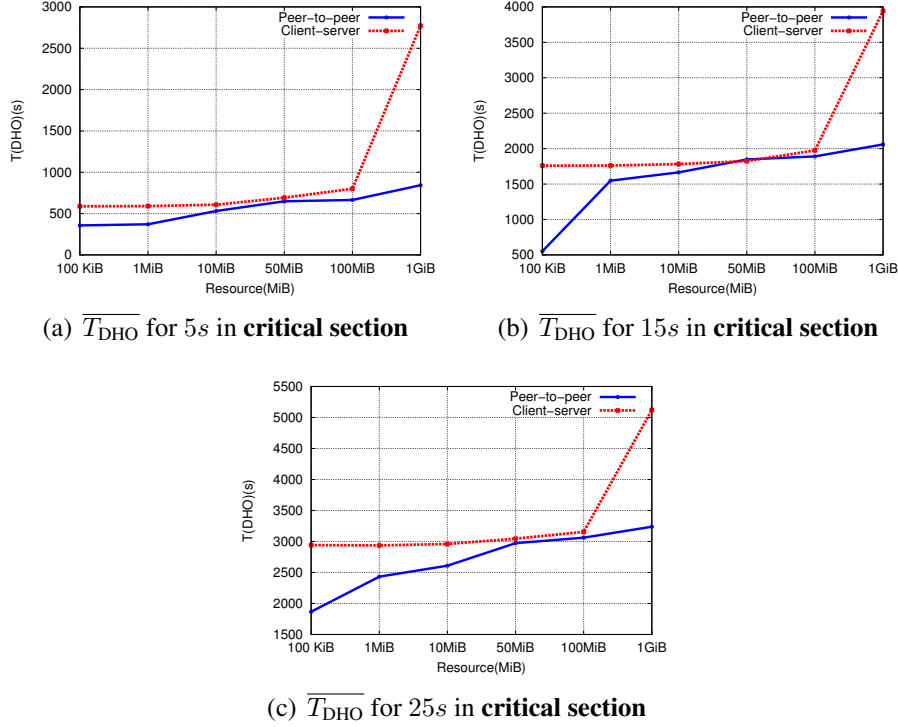 Peer-to-peer
Client-server
3000
2500
2000
1500
1000
500
0
T(DHO)(s)
100 KiB 1MiB 10MiB 50MiB 100MiB 1GiB
Resource(MiB)
(a) T_DHO for 5s in critical section
Peer-to-peer
Client-server
4000
3500
3000
2500
2000
1500
1000
500
T(DHO)(s)
100 KiB 1MiB 10MiB 50MiB 100MiB 1GiB
Resource(MiB)
(b) T_DHO for 15s in critical section
Peer-to-peer
Client-server
5500
5000
4500
4000
3500
3000
2500
2000
1500
T(DHO)(s)
100 KiB 1MiB 10MiB 50MiB 100MiB 1GiB
Resource(MiB)
(c) T_DHO for 25s in critical section